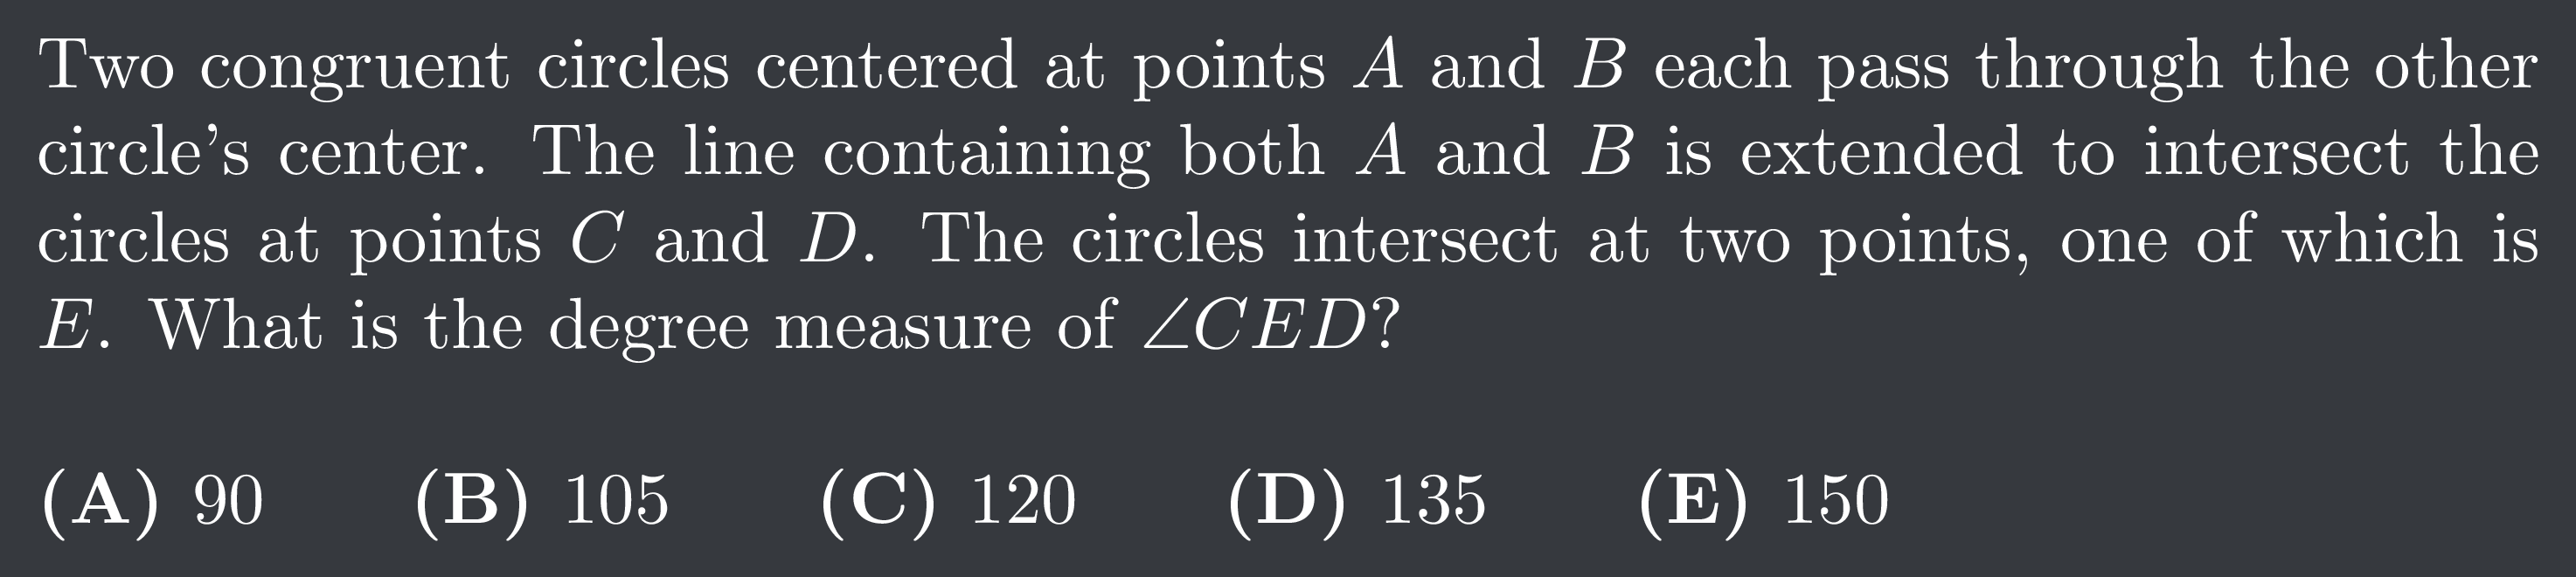 Two congruent circles centered at points A and B each pass through the other
circle's center. The line containing both A and B is extended to intersect the
circles at points C and D. The circles intersect at two points, one of which is
E. What is the degree measure of ∠CED?
(A) 90 (B) 105 (C) 120 (D) 135 (E) 150